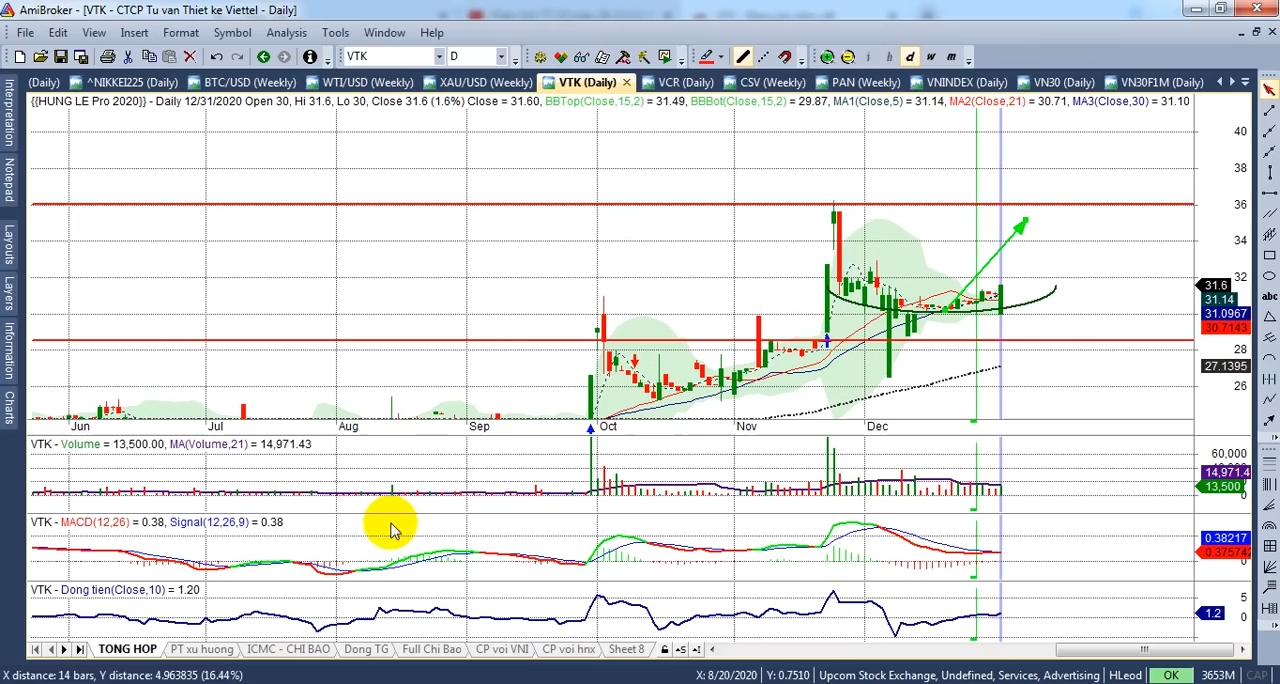 AmiBroker - [VTK - CTCP Tu van Thiet ke Viettel - Daily]
File Edit View Insert Format Symbol Analysis Tools Window Help
VTK D i h d w m
(Daily) ^NIKKEI225 (Daily) BTC/USD (Weekly) WTI/USD (Weekly) XAU/USD (Weekly) VTK (Daily) VCR (Daily) CSV (Weekly) PAN (Weekly) VNINDEX (Daily) VN30 (Daily) VN30F1M (Daily)
{{HUNG LE Pro 2020}} - Daily 12/31/2020 Open 30, Hi 31.6, Lo 30, Close 31.6 (1.6%) Close = 31.60, BBTop(Close,15,2) = 31.49, BBBot(Close,15,2) = 29.87, MA1(Close,5) = 31.14, MA2(Close,21) = 30.71, MA3(Close,30) = 31.10
Interpretation
Notepad
Layouts
Layers
Information
Charts
abc
40
38
36
34
32
31.6
31.14
31.0967
30.7143
28
27.1395
26
Jun Jul Aug Sep Oct Nov Dec
VTK - Volume = 13,500.00, MA(Volume,21) = 14,971.43
60,000
14,971.4
13,500
VTK - MACD(12,26) = 0.38, Signal(12,26,9) = 0.38
0.38217
0.375742
0
VTK - Dong tien(Close,10) = 1.20
5
1.2
0
TONG HOP PT xu huong ICMC - CHI BAO Dong TG Full Chi Bao CP voi VNI CP voi hnx Sheet 8
X distance: 14 bars, Y distance: 4.963835 (16.44%) X: 8/20/2020 Y: 0.7510 Upcom Stock Exchange, Undefined, Services, Advertising HLeod OK 3653M CAP